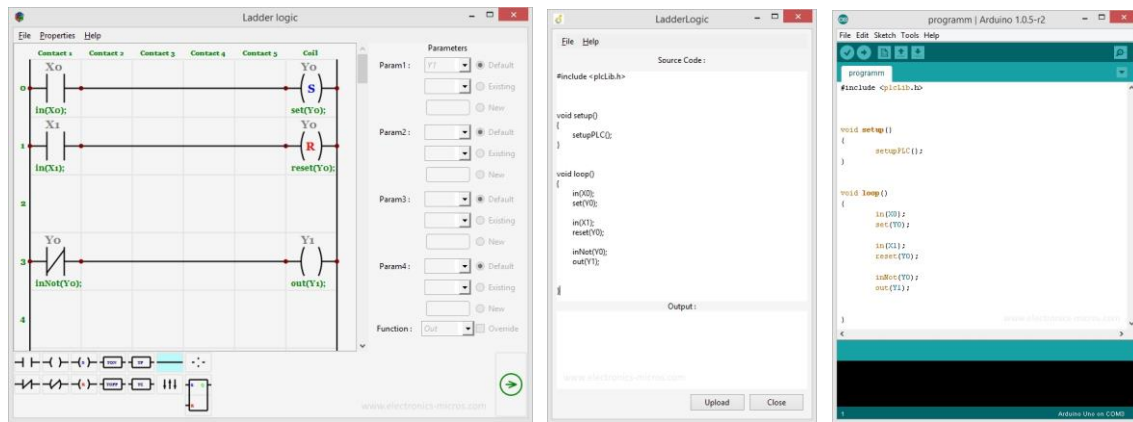 Ladder logic
File Properties Help
Contact 1 Contact 2 Contact 3 Contact 4 Contact 5 Coil
X0 Y0
0 S
in(X0); set(Y0);
X1 Y0
1 R
in(X1); reset(Y0);
2
Y0 Y1
3
inNot(Y0); out(Y1);
4
Parameters
Param1 : YT Default
Existing
New
Param2 : Default
Existing
New
Param3 : Default
Existing
New
Param4 : Default
Existing
New
Function : Out Override
www.electronics-micros.com
LadderLogic
File Help
Source Code :
#include <plcLib.h>
void setup()
{
setupPLC();
}
void loop()
{
in(X0);
set(Y0);
in(X1);
reset(Y0);
inNot(Y0);
out(Y1);
}
Output :
www.electronics-micros.com
Upload Close
programm | Arduino 1.0.5-r2
File Edit Sketch Tools Help
programm
#include <plcLib.h>
void setup()
{
setupPLC();
}
void loop()
{
in(X0);
set(Y0);
in(X1);
reset(Y0);
inNot(Y0);
out(Y1);
}
www.electronics-micros.com
1 Arduino Uno on COM3